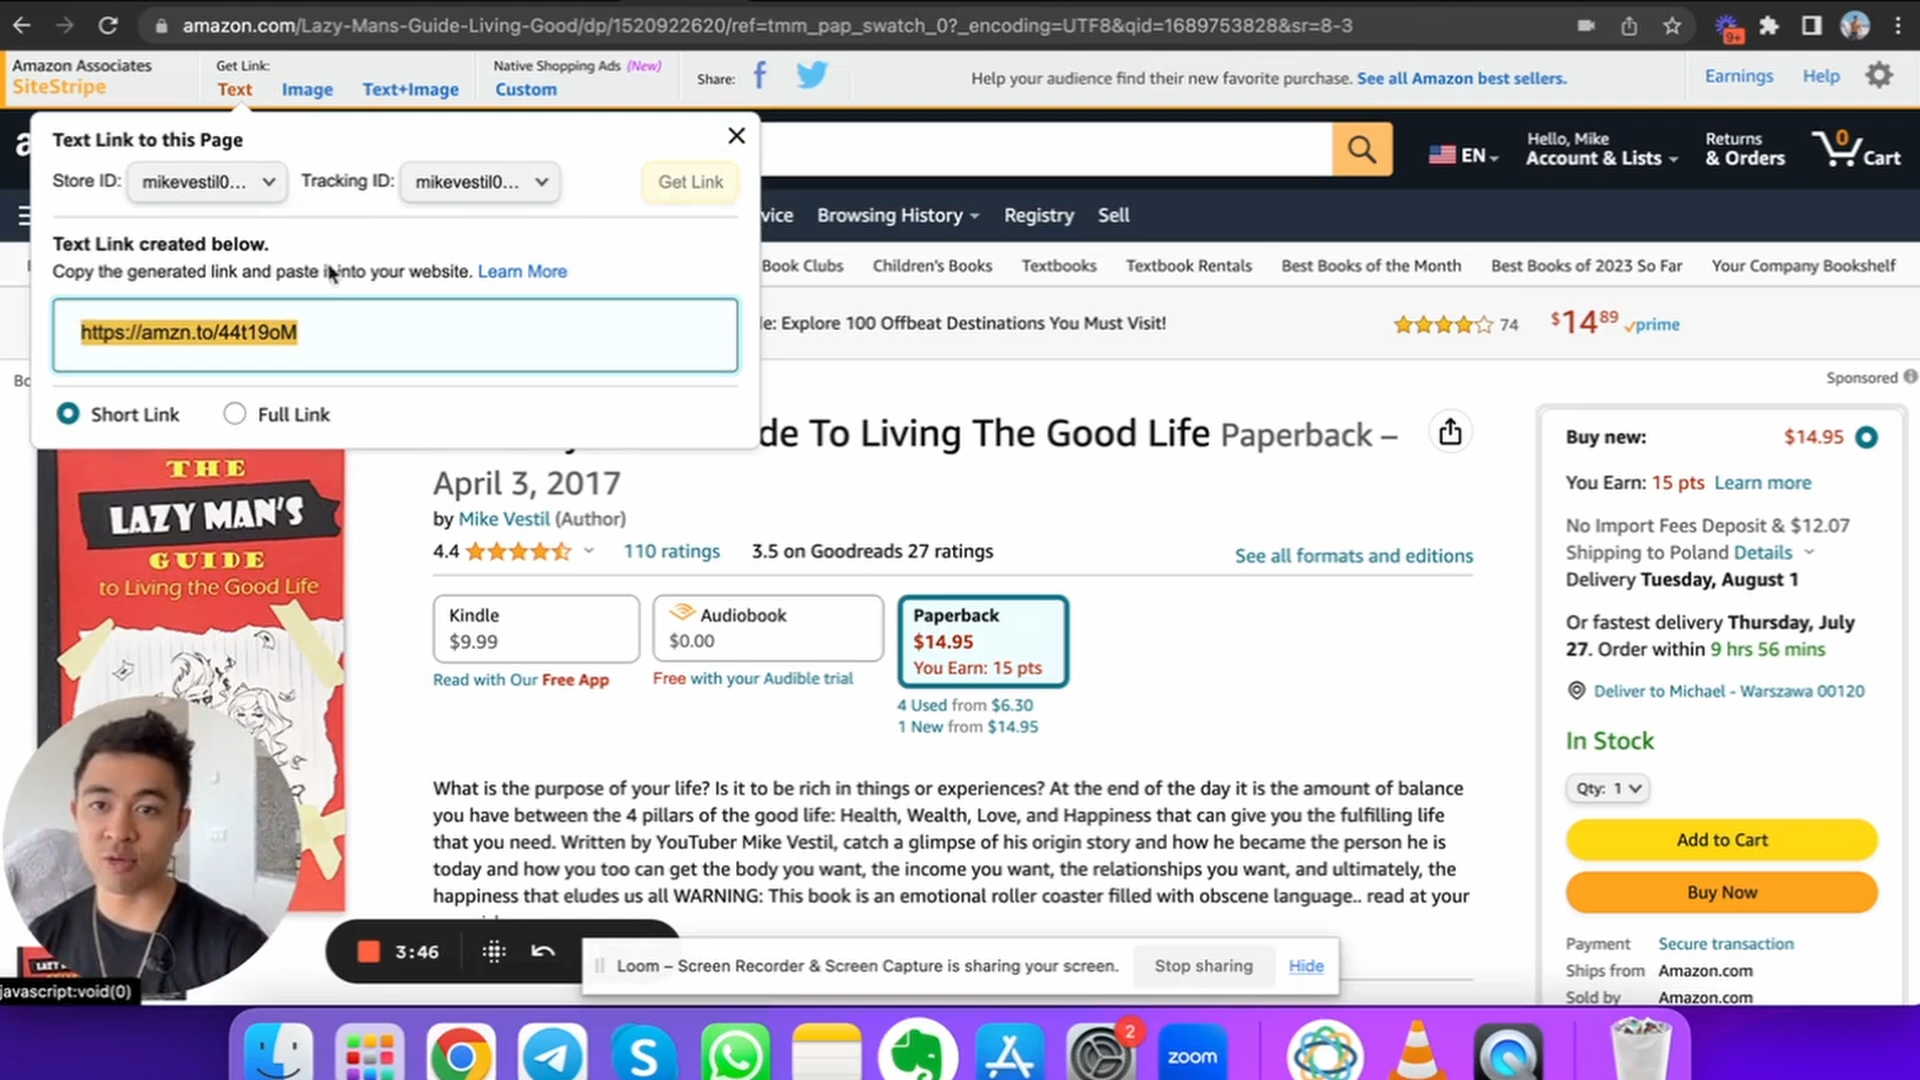 amazon.com/Lazy-Mans-Guide-Living-Good/dp/1520922620/ref=tmm_pap_swatch_0?_encoding=UTF8&qid=1689753828&sr=8-3
9+
Amazon Associates
SiteStripe
Get Link:
Text
Image
Text+Image
Native Shopping Ads (New)
Custom
Share:
Help your audience find their new favorite purchase. See all Amazon best sellers.
Earnings
Help
Text Link to this Page
Store ID: mikevestil0...
Tracking ID: mikevestil0...
Get Link
Text Link created below.
Copy the generated link and paste it into your website. Learn More
https://amzn.to/44t19oM
Short Link
Full Link
EN
Hello, Mike
Account & Lists
Returns
& Orders
0
Cart
Browsing History
Registry
Sell
Book Clubs
Children's Books
Textbooks
Textbook Rentals
Best Books of the Month
Best Books of 2023 So Far
Your Company Bookshelf
: Explore 100 Offbeat Destinations You Must Visit!
74
$14 89
prime
Sponsored
de To Living The Good Life Paperback –
April 3, 2017
by Mike Vestil (Author)
4.4
110 ratings
3.5 on Goodreads 27 ratings
See all formats and editions
Kindle
$9.99
Read with Our Free App
Audiobook
$0.00
Free with your Audible trial
Paperback
$14.95
You Earn: 15 pts
4 Used from $6.30
1 New from $14.95
What is the purpose of your life? Is it to be rich in things or experiences? At the end of the day it is the amount of balance
you have between the 4 pillars of the good life: Health, Wealth, Love, and Happiness that can give you the fulfilling life
that you need. Written by YouTuber Mike Vestil, catch a glimpse of his origin story and how he became the person he is
today and how you too can get the body you want, the income you want, the relationships you want, and ultimately, the
happiness that eludes us all WARNING: This book is an emotional roller coaster filled with obscene language.. read at your
THE
LAZY MAN'S
GUIDE
to Living the Good Life
Buy new:
$14.95
You Earn: 15 pts Learn more
No Import Fees Deposit & $12.07
Shipping to Poland Details
Delivery Tuesday, August 1
Or fastest delivery Thursday, July
27. Order within 9 hrs 56 mins
Deliver to Michael - Warszawa 00120
In Stock
Qty: 1
Add to Cart
Buy Now
Payment
Secure transaction
Ships from
Amazon.com
Sold by
Amazon.com
3:46
Loom – Screen Recorder & Screen Capture is sharing your screen.
Stop sharing
Hide
javascript:void(0)
2
zoom